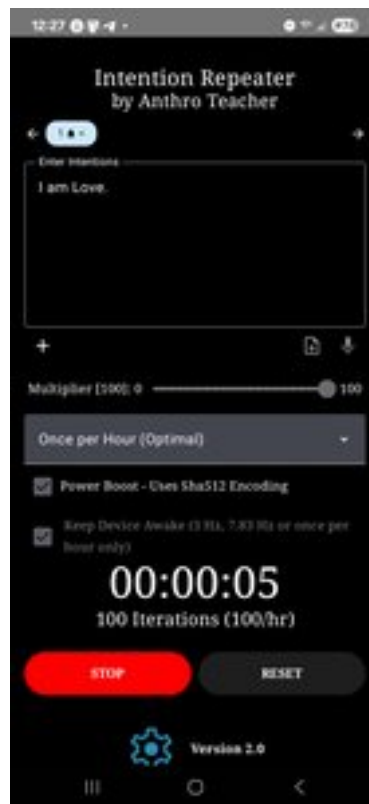 12:27
Intention Repeater
by Anthro Teacher
Enter Intentions
I am Love.
Multiplier [100]: 0 100
Once per Hour (Optimal)
Power Boost - Uses Sha512 Encoding
Keep Device Awake (3 Hz, 7.83 Hz or once per
hour only)
00:00:05
100 Iterations (100/hr)
STOP RESET
Version 2.0